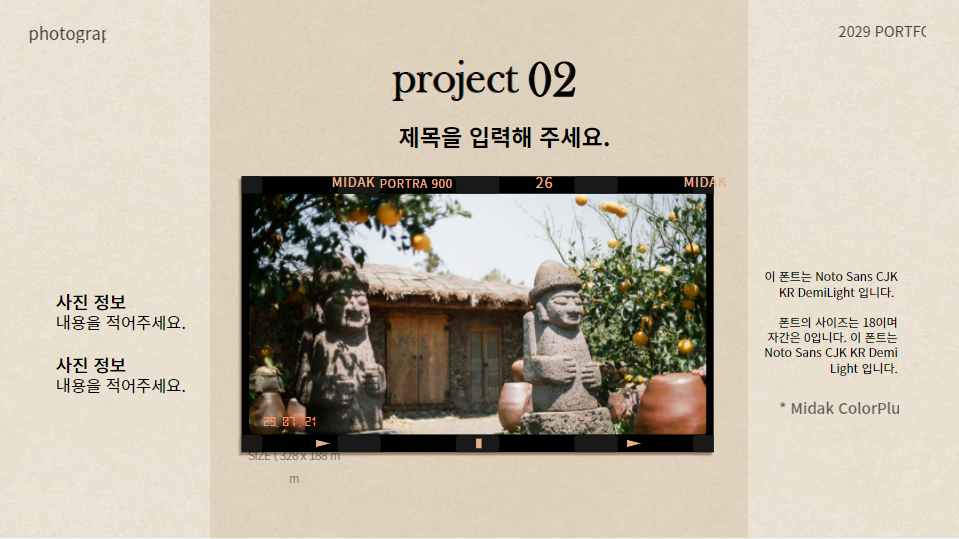 photograp
2029 PORTFO
project 02
제목을 입력해 주세요.
MIDAK PORTRA 900 26 MIDAK
사진 정보
내용을 적어주세요.
사진 정보
내용을 적어주세요.
이 폰트는 Noto Sans CJK
KR DemiLight 입니다.
폰트의 사이즈는 18이며
자간은 0입니다. 이 폰트는
Noto Sans CJK KR Demi
Light 입니다.
* Midak ColorPlu
29. 07. 21
SIZE ( 328 x 188 m
m